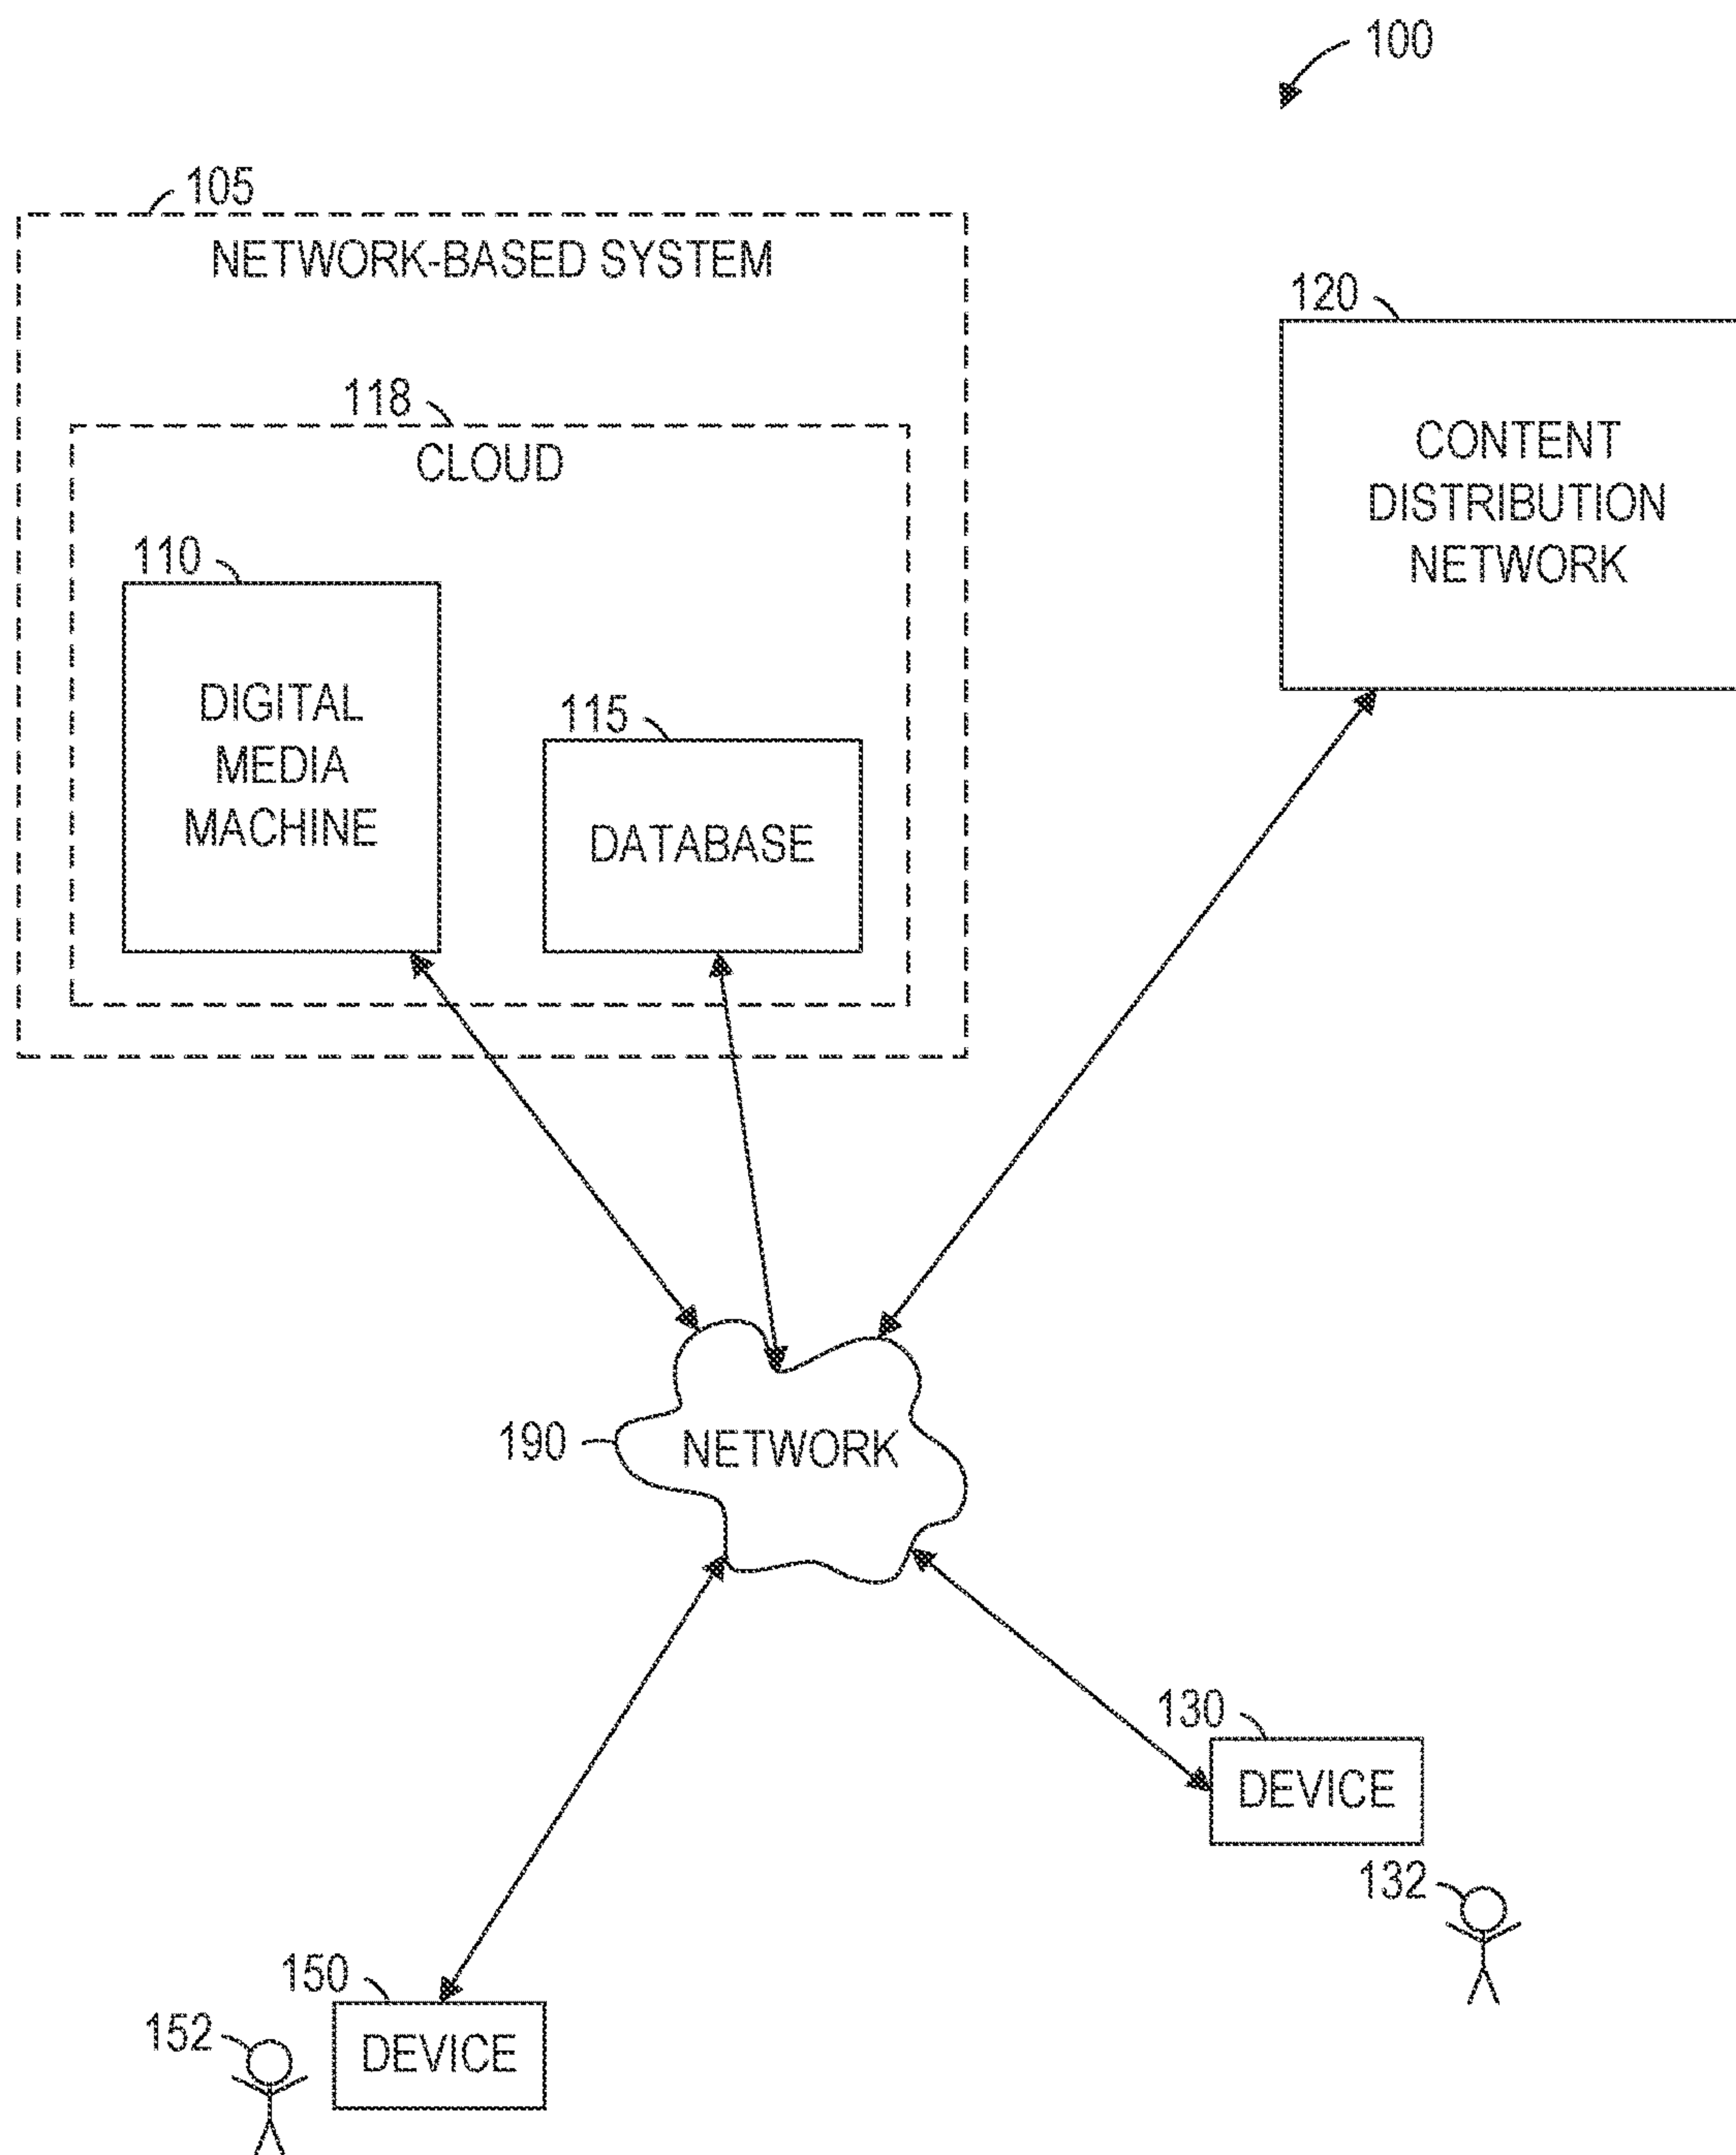 100
105
NETWORK-BASED SYSTEM
120
118
CLOUD
CONTENT
DISTRIBUTION
NETWORK
110
DIGITAL
MEDIA
MACHINE
115
DATABASE
190
NETWORK
130
DEVICE
132
150
DEVICE
152